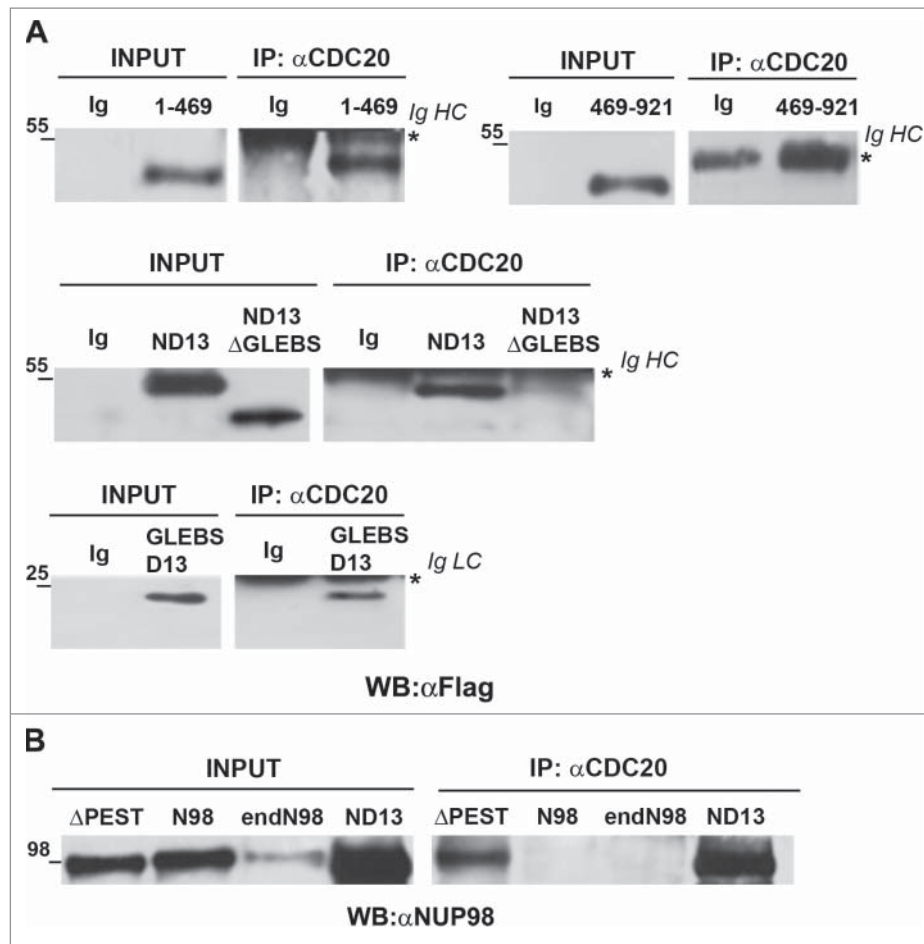 A
INPUT IP: αCDC20 INPUT IP: αCDC20
Ig 1-469 Ig 1-469 Ig HC Ig 469-921 Ig 469-921 Ig HC
55 * 55 *
INPUT IP: αCDC20
Ig ND13 ND13 ΔGLEBS Ig ND13 ND13 ΔGLEBS Ig HC
55 *
INPUT IP: αCDC20
Ig GLEBS D13 Ig GLEBS D13 Ig LC
25 *
WB:αFlag
B
INPUT IP: αCDC20
ΔPEST N98 endN98 ND13 ΔPEST N98 endN98 ND13
98
WB:αNUP98